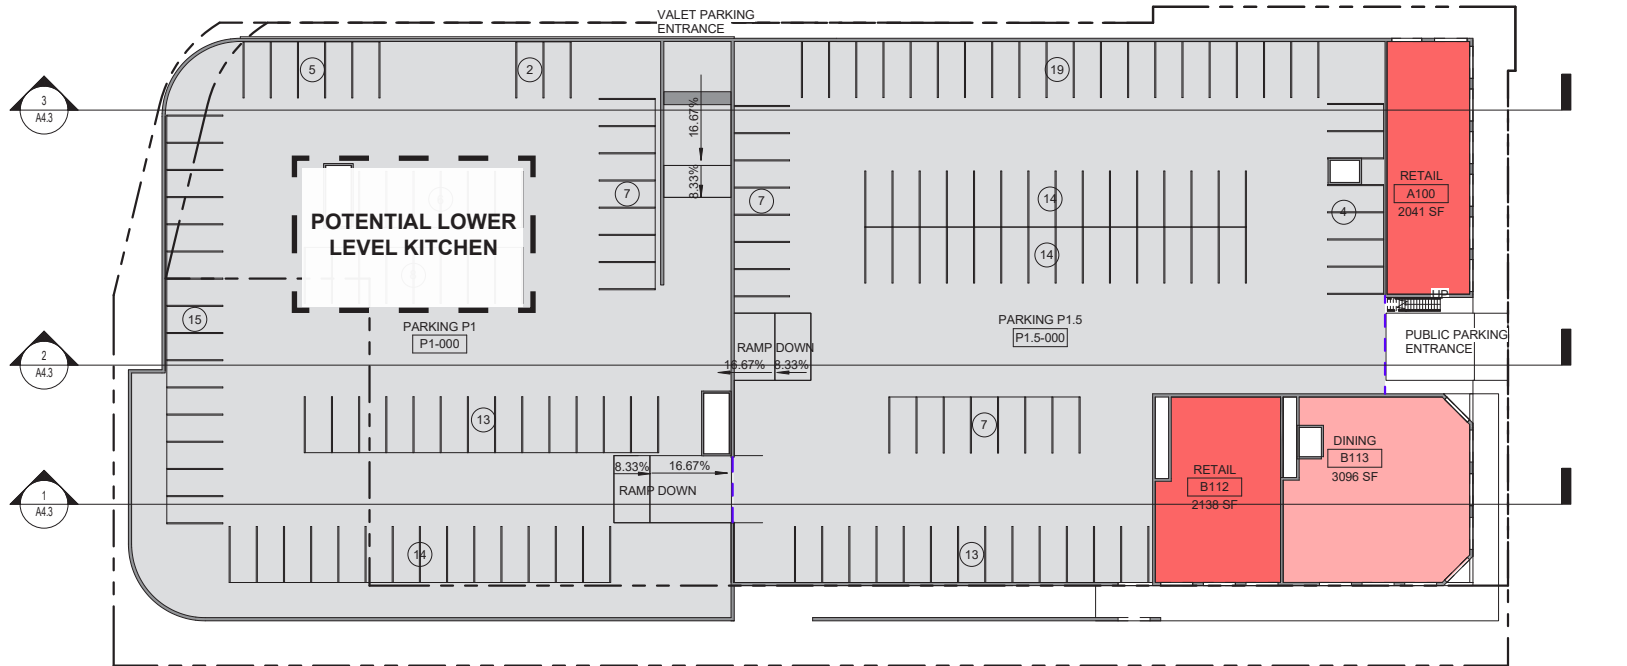 VALET PARKING
ENTRANCE
5
2
19
3
A4.3
16.67%
8.33%
7
7
14
14
4
RETAIL
A100
2041 SF
POTENTIAL LOWER
LEVEL KITCHEN
UP
15
PARKING P1
P1-000
PARKING P1.5
P1.5-000
PUBLIC PARKING
ENTRANCE
2
A4.3
RAMP DOWN
16.67%
8.33%
13
7
DINING
B113
3096 SF
8.33%
16.67%
RAMP DOWN
RETAIL
B112
2138 SF
1
A4.3
14
13